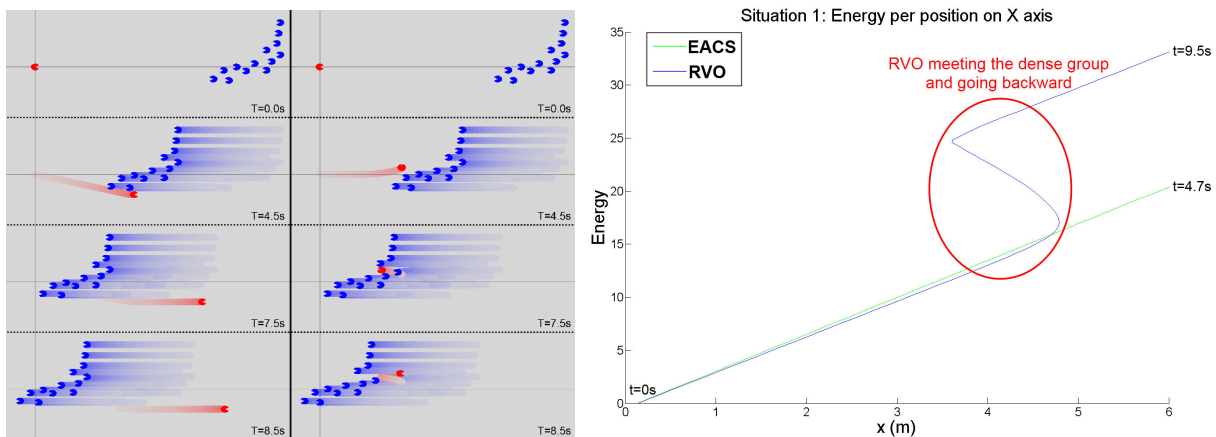 T=0.0s
T=0.0s
T=4.5s
T=4.5s
T=7.5s
T=7.5s
T=8.5s
T=8.5s
Situation 1: Energy per position on X axis
EACS
RVO
RVO meeting the dense group
and going backward
t=9.5s
t=4.7s
t=0s
Energy
35
30
25
20
15
10
5
0
0
1
2
3
4
5
6
x (m)